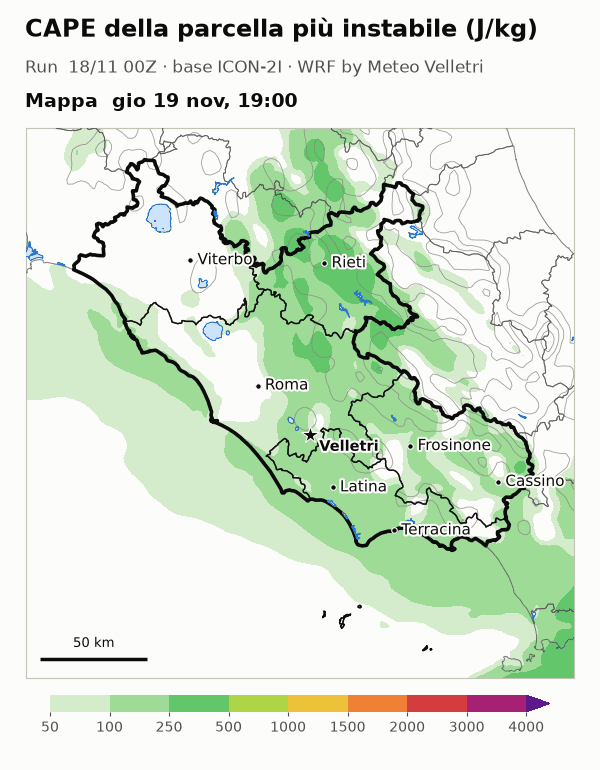 CAPE della parcella più instabile (J/kg)
Run  18/11 00Z · base ICON-2I · WRF by Meteo Velletri
Mappa  gio 19 nov, 19:00
Viterbo
Rieti
Roma
Velletri
Frosinone
Cassino
Latina
Terracina
50 km
50 100 250 500 1000 1500 2000 3000 4000